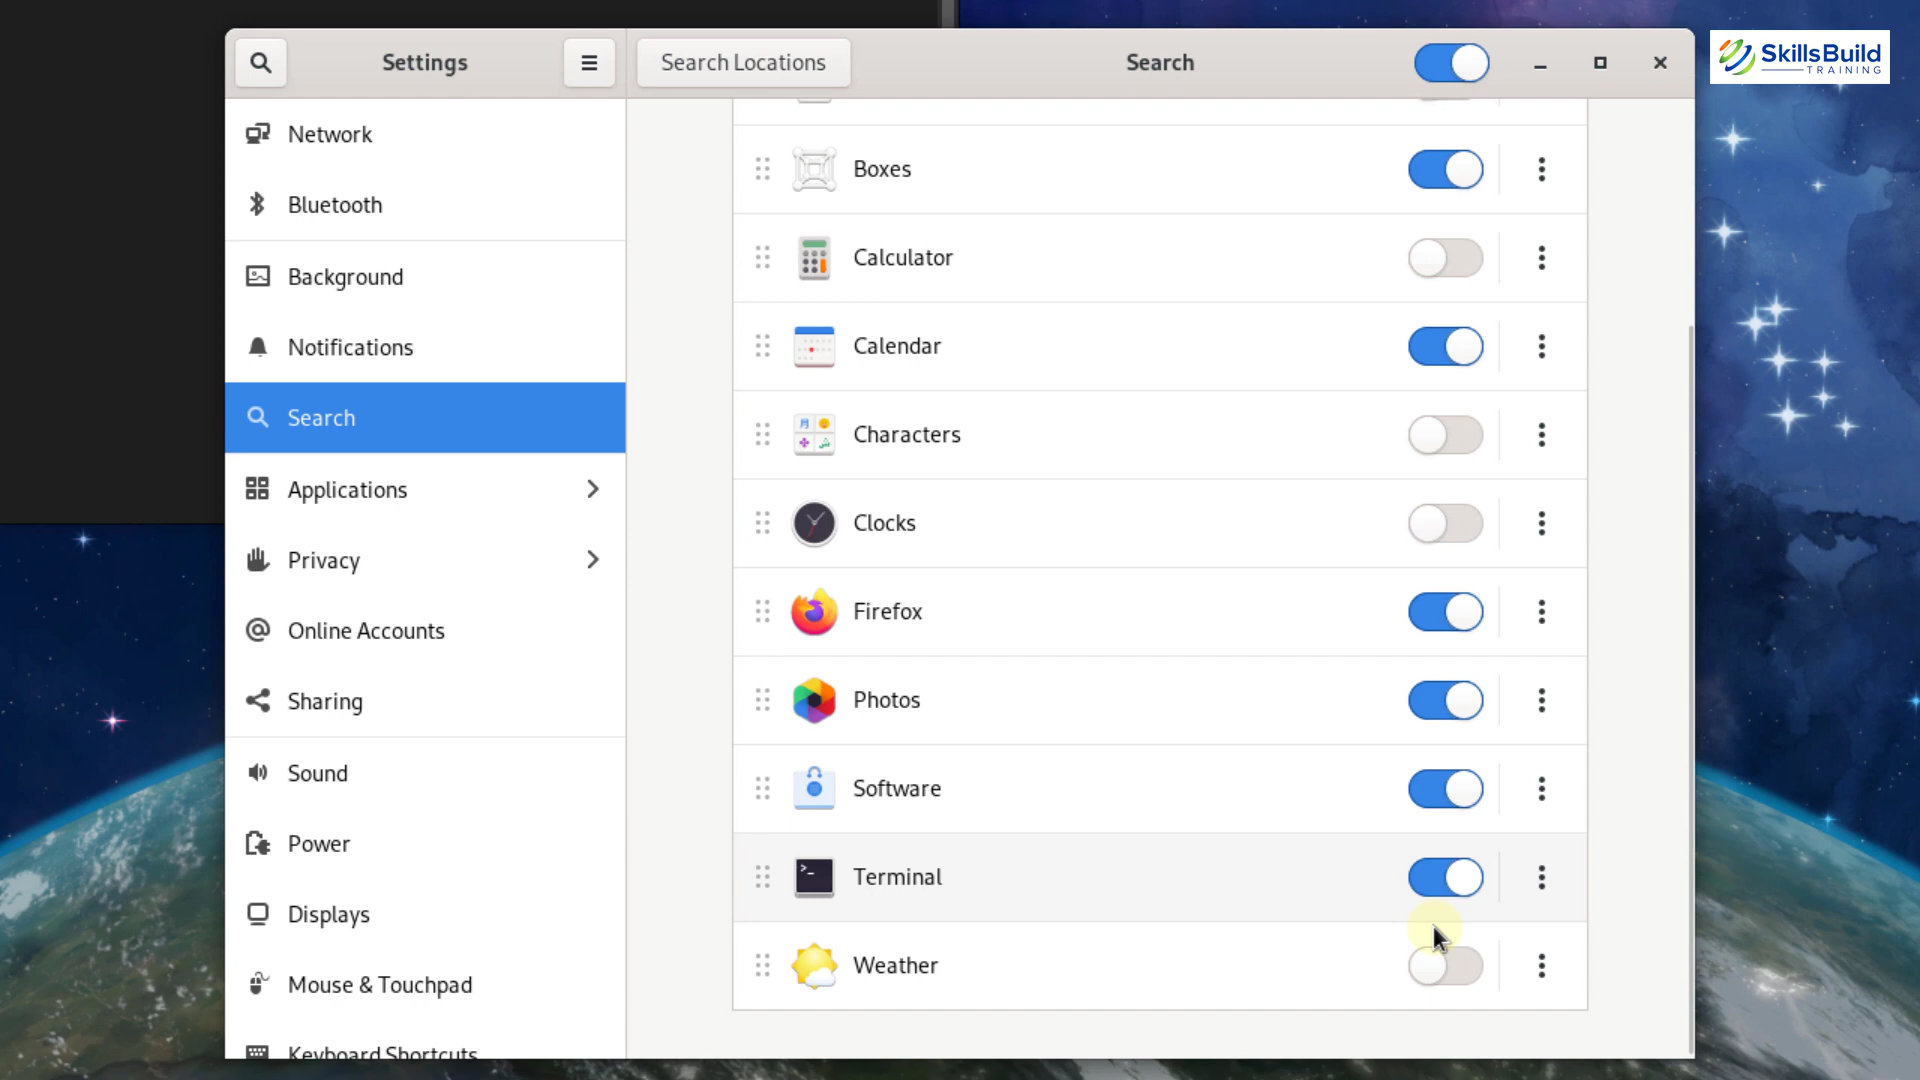 Settings
Search Locations
Search
SkillsBuild
TRAINING
Network
Bluetooth
Background
Notifications
Search
Applications
Privacy
Online Accounts
Sharing
Sound
Power
Displays
Mouse & Touchpad
Keyboard Shortcuts
Boxes
Calculator
Calendar
Characters
Clocks
Firefox
Photos
Software
Terminal
Weather